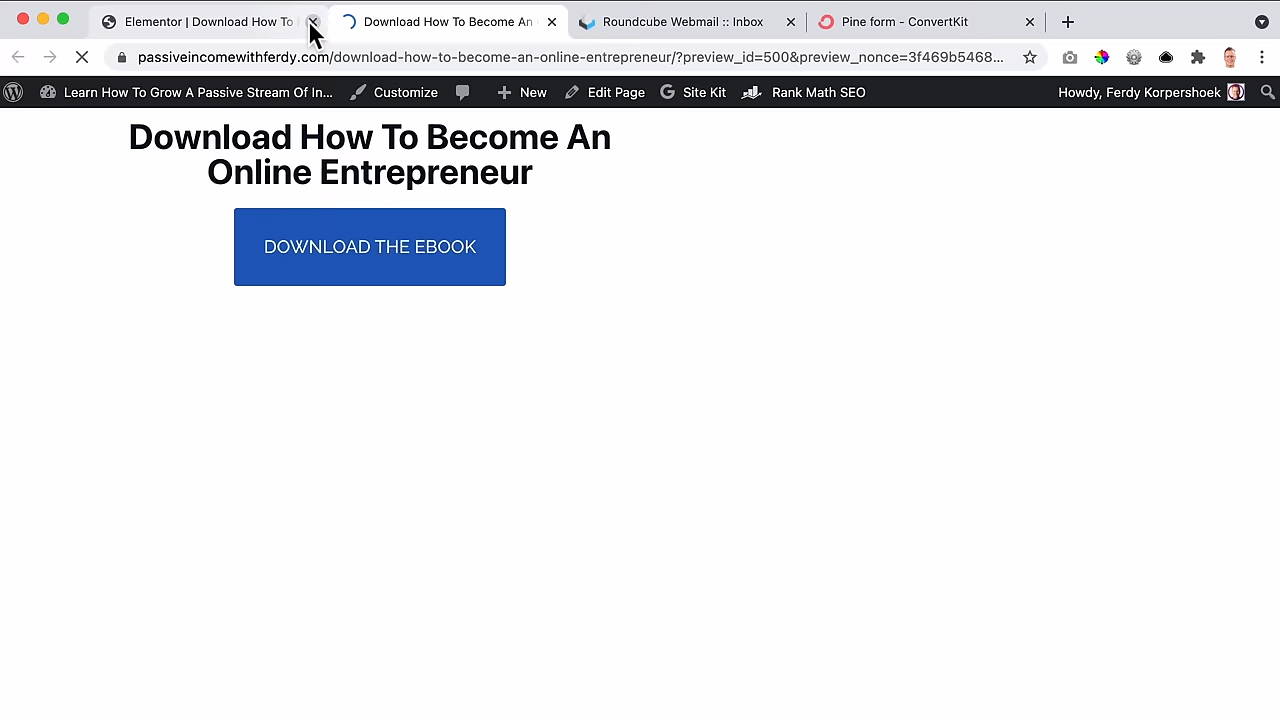 Elementor | Download How To
Download How To Become An
Roundcube Webmail :: Inbox
Pine form - ConvertKit
passiveincomewithferdy.com/download-how-to-become-an-online-entrepreneur/?preview_id=500&preview_nonce=3f469b5468...
Learn How To Grow A Passive Stream Of In...
Customize
New
Edit Page
Site Kit
Rank Math SEO
Howdy, Ferdy Korpershoek
Download How To Become An
Online Entrepreneur
DOWNLOAD THE EBOOK